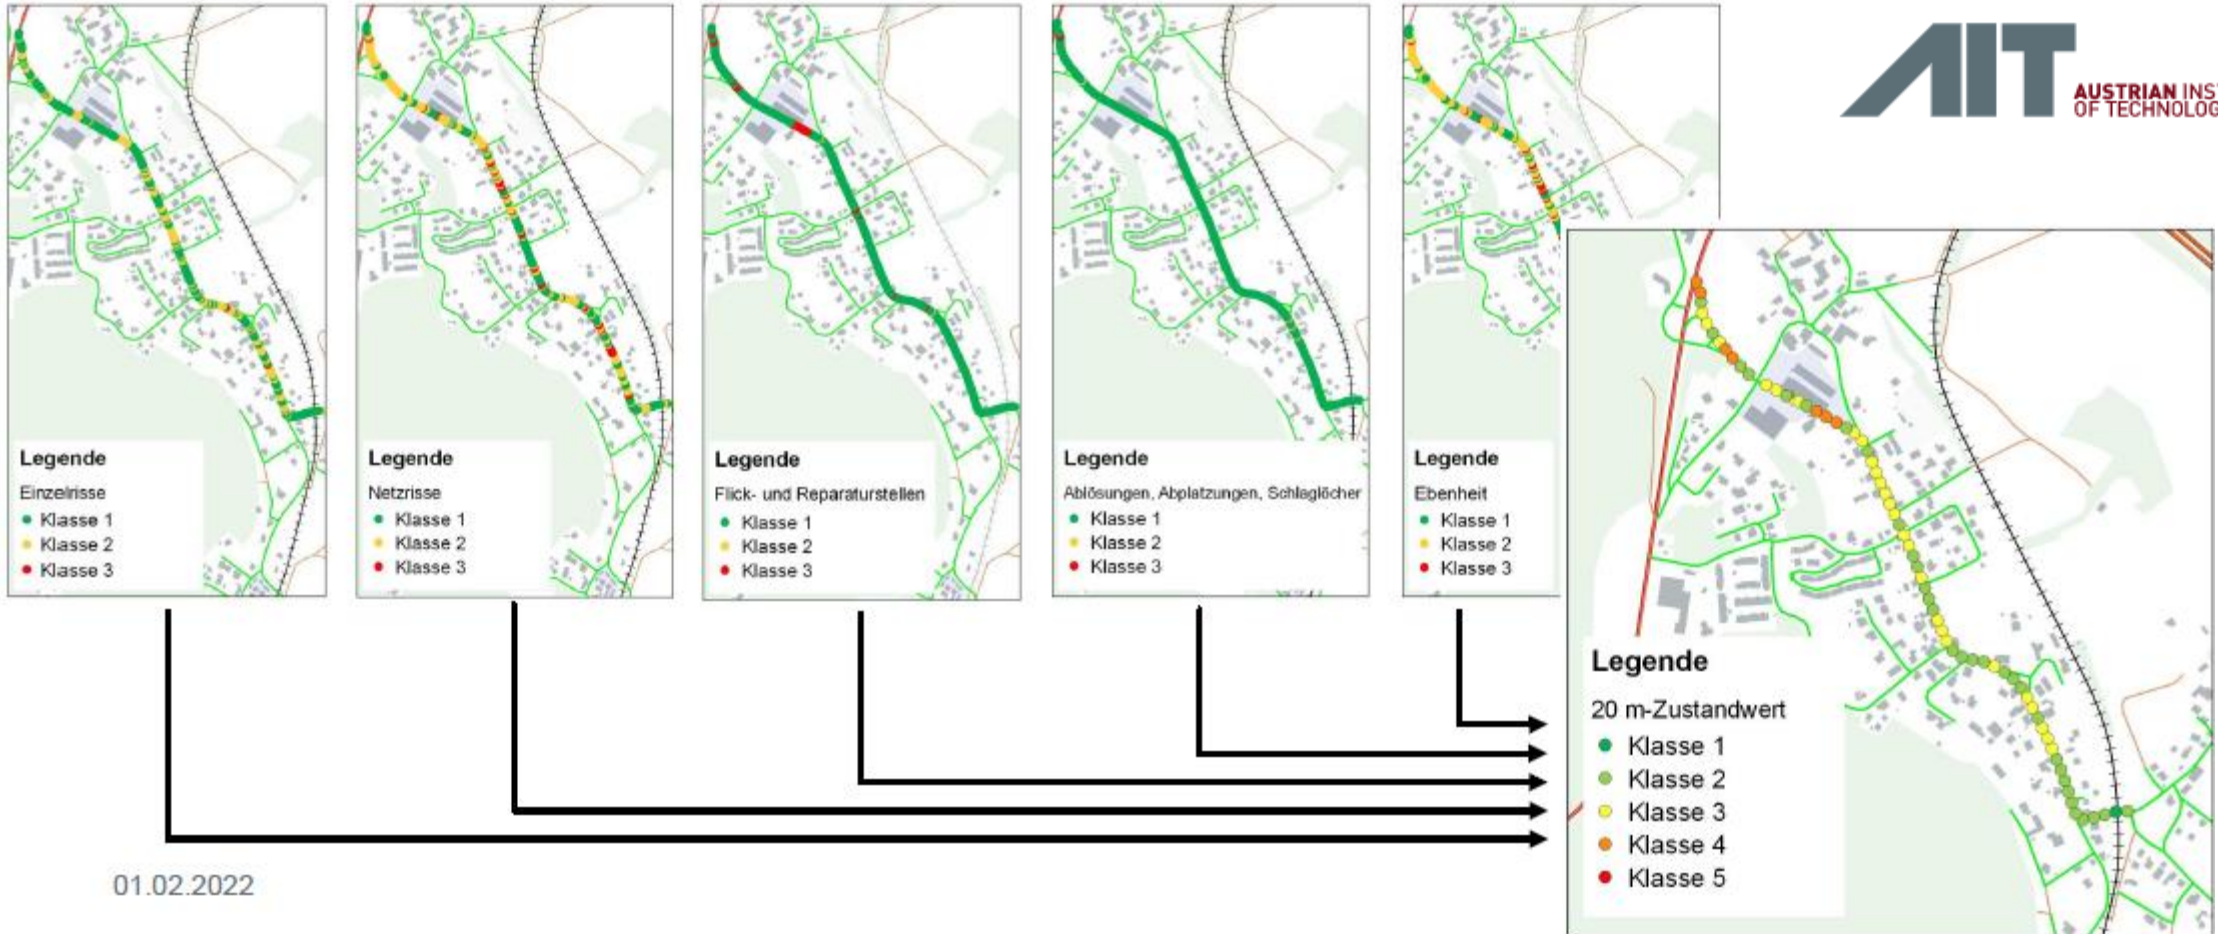 AIT
AUSTRIAN
OF TECHNOLOG
Legende
Einzelrisse
Klasse 1
Klasse 2
Klasse 3
Legende
Netzrisse
Klasse 1
Klasse 2
Klasse 3
Legende
Flick- und Reparaturstellen
Klasse 1
Klasse 2
Klasse 3
Legende
Ablösungen, Abplatzungen, Schlaglöcher
Klasse 1
Klasse 2
Klasse 3
Legende
Ebenheit
Klasse 1
Klasse 2
Klasse 3
Legende
20 m-Zustandwert
Klasse 1
Klasse 2
Klasse 3
Klasse 4
Klasse 5
01.02.2022